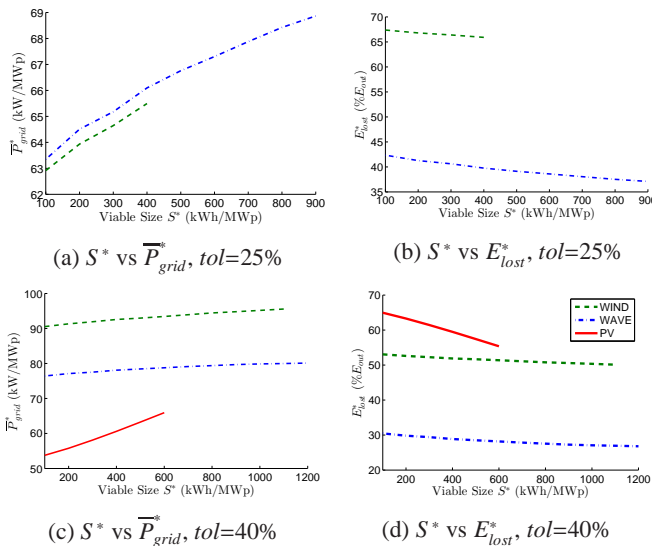 69
68
67
66
65
64
63
62
P*grid (kW/MWp)
100 200 300 400 500 600 700 800 900
Viable Size S* (kWh/MWp)
(a) S* vs P̅*grid, tol=25%
70
65
60
55
50
45
40
35
E*lost (%Eout)
100 200 300 400 500 600 700 800 900
Viable Size S* (kWh/MWp)
(b) S* vs E*lost, tol=25%
100
90
80
70
60
50
P̅*grid (kW/MWp)
200 400 600 800 1000 1200
Viable Size S* (kWh/MWp)
(c) S* vs P̅*grid, tol=40%
70
60
50
40
30
20
E*lost (%Eout)
WIND
WAVE
PV
200 400 600 800 1000 1200
Viable Size S* (kWh/MWp)
(d) S* vs E*lost, tol=40%